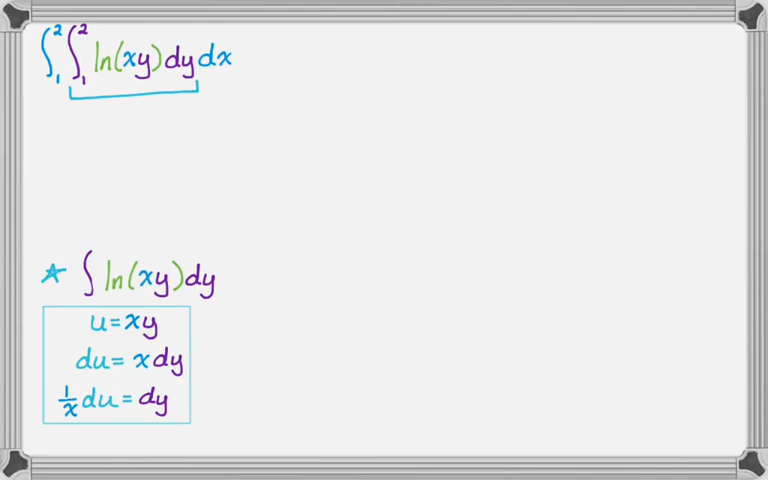 ∫₁² ∫₁² ln(xy)dy dx
☆ ∫ ln(xy)dy
u = xy
du = x dy
1/x du = dy